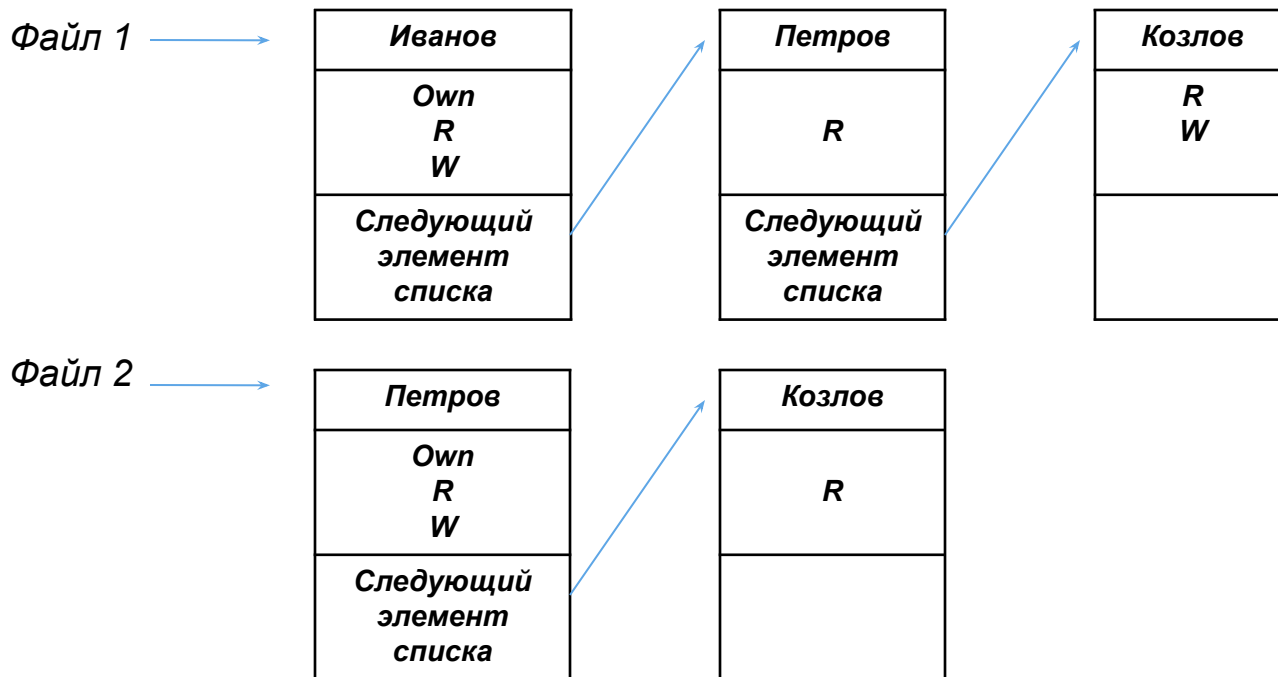 Файл 1
Иванов
Own
R
W
Следующий
элемент
списка
Петров
R
Следующий
элемент
списка
Козлов
R
W
Файл 2
Петров
Own
R
W
Следующий
элемент
списка
Козлов
R